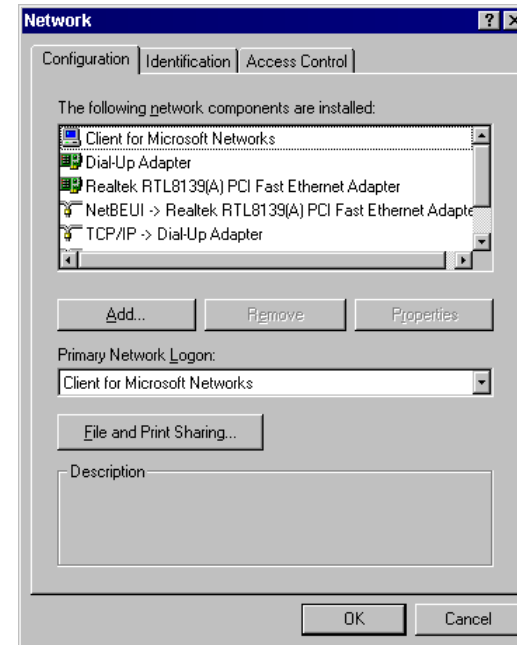 Network
Configuration Identification Access Control
The following network components are installed:
Client for Microsoft Networks
Dial-Up Adapter
Realtek RTL8139(A) PCI Fast Ethernet Adapter
NetBEUI -> Realtek RTL8139(A) PCI Fast Ethernet Adapte
TCP/IP -> Dial-Up Adapter
Add... Remove Properties
Primary Network Logon:
Client for Microsoft Networks
File and Print Sharing...
Description
OK Cancel